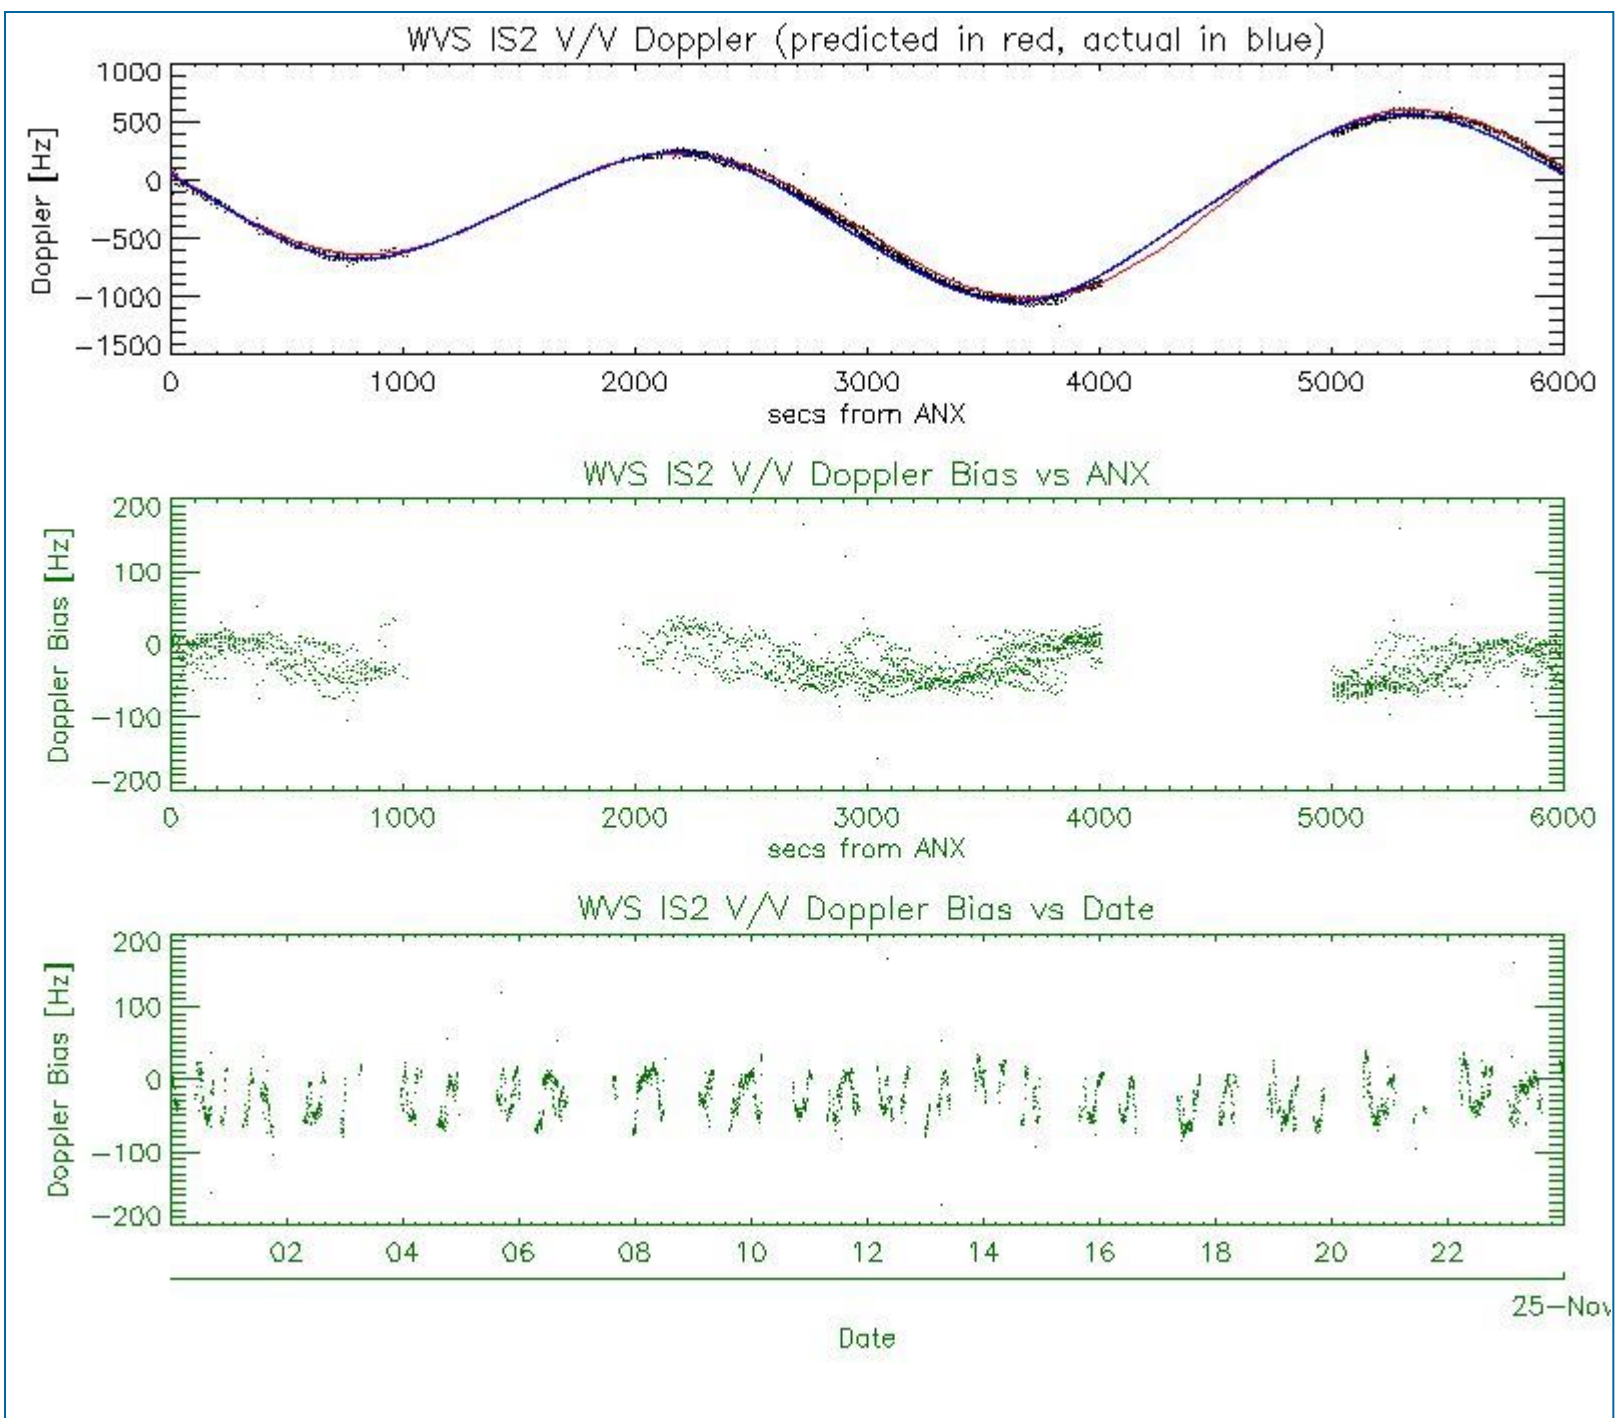 WVS IS2 V/V Doppler (predicted in red, actual in blue)
1000
500
0
-500
-1000
-1500
Doppler [Hz]
0 1000 2000 3000 4000 5000 6000
secs from ANX
WVS IS2 V/V Doppler Bias vs ANX
200
100
0
-100
-200
Doppler Bias [Hz]
0 1000 2000 3000 4000 5000 6000
secs from ANX
WVS IS2 V/V Doppler Bias vs Date
200
100
0
-100
-200
Doppler Bias [Hz]
02 04 06 08 10 12 14 16 18 20 22
25-Nov
Date